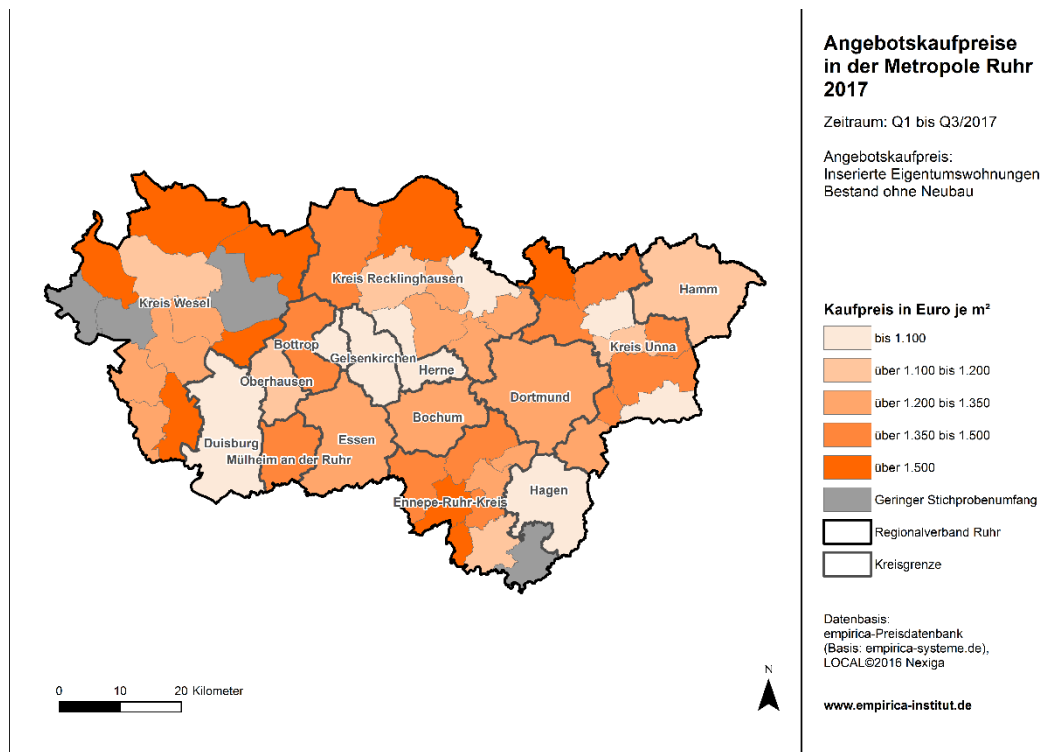 Angebotskaufpreise
in der Metropole Ruhr
2017
Zeitraum: Q1 bis Q3/2017
Angebotskaufpreis:
Inserierte Eigentumswohnungen
Bestand ohne Neubau
Kaufpreis in Euro je m²
bis 1.100
über 1.100 bis 1.200
über 1.200 bis 1.350
über 1.350 bis 1.500
über 1.500
Geringer Stichprobenumfang
Regionalverband Ruhr
Kreisgrenze
Datenbasis:
empirica-Preisdatenbank
(Basis: empirica-systeme.de),
LOCAL©2016 Nexiga
www.empirica-institut.de
Kreis Recklinghausen
Hamm
Kreis Wesel
Bottrop
Gelsenkirchen
Kreis Unna
Herne
Oberhausen
Dortmund
Bochum
Duisburg
Essen
Mülheim an der Ruhr
Hagen
Ennepe-Ruhr-Kreis
0 10 20 Kilometer
N